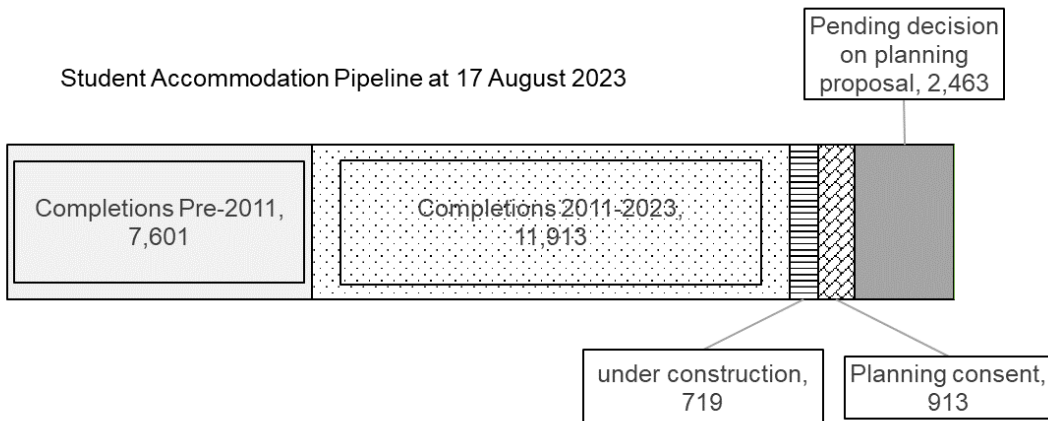 Pending decision
on planning
proposal, 2,463
Student Accommodation Pipeline at 17 August 2023
Completions Pre-2011,
7,601
Completions 2011-2023,
11,913
under construction,
719
Planning consent,
913